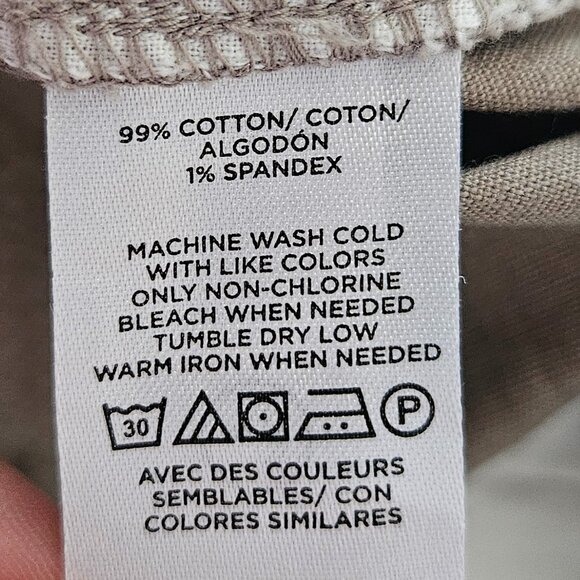 99% COTTON/ COTON/
ALGODÓN
1% SPANDEX
MACHINE WASH COLD
WITH LIKE COLORS
ONLY NON-CHLORINE
BLEACH WHEN NEEDED
TUMBLE DRY LOW
WARM IRON WHEN NEEDED
30 P
AVEC DES COULEURS
SEMBLABLES/ CON
COLORES SIMILARES